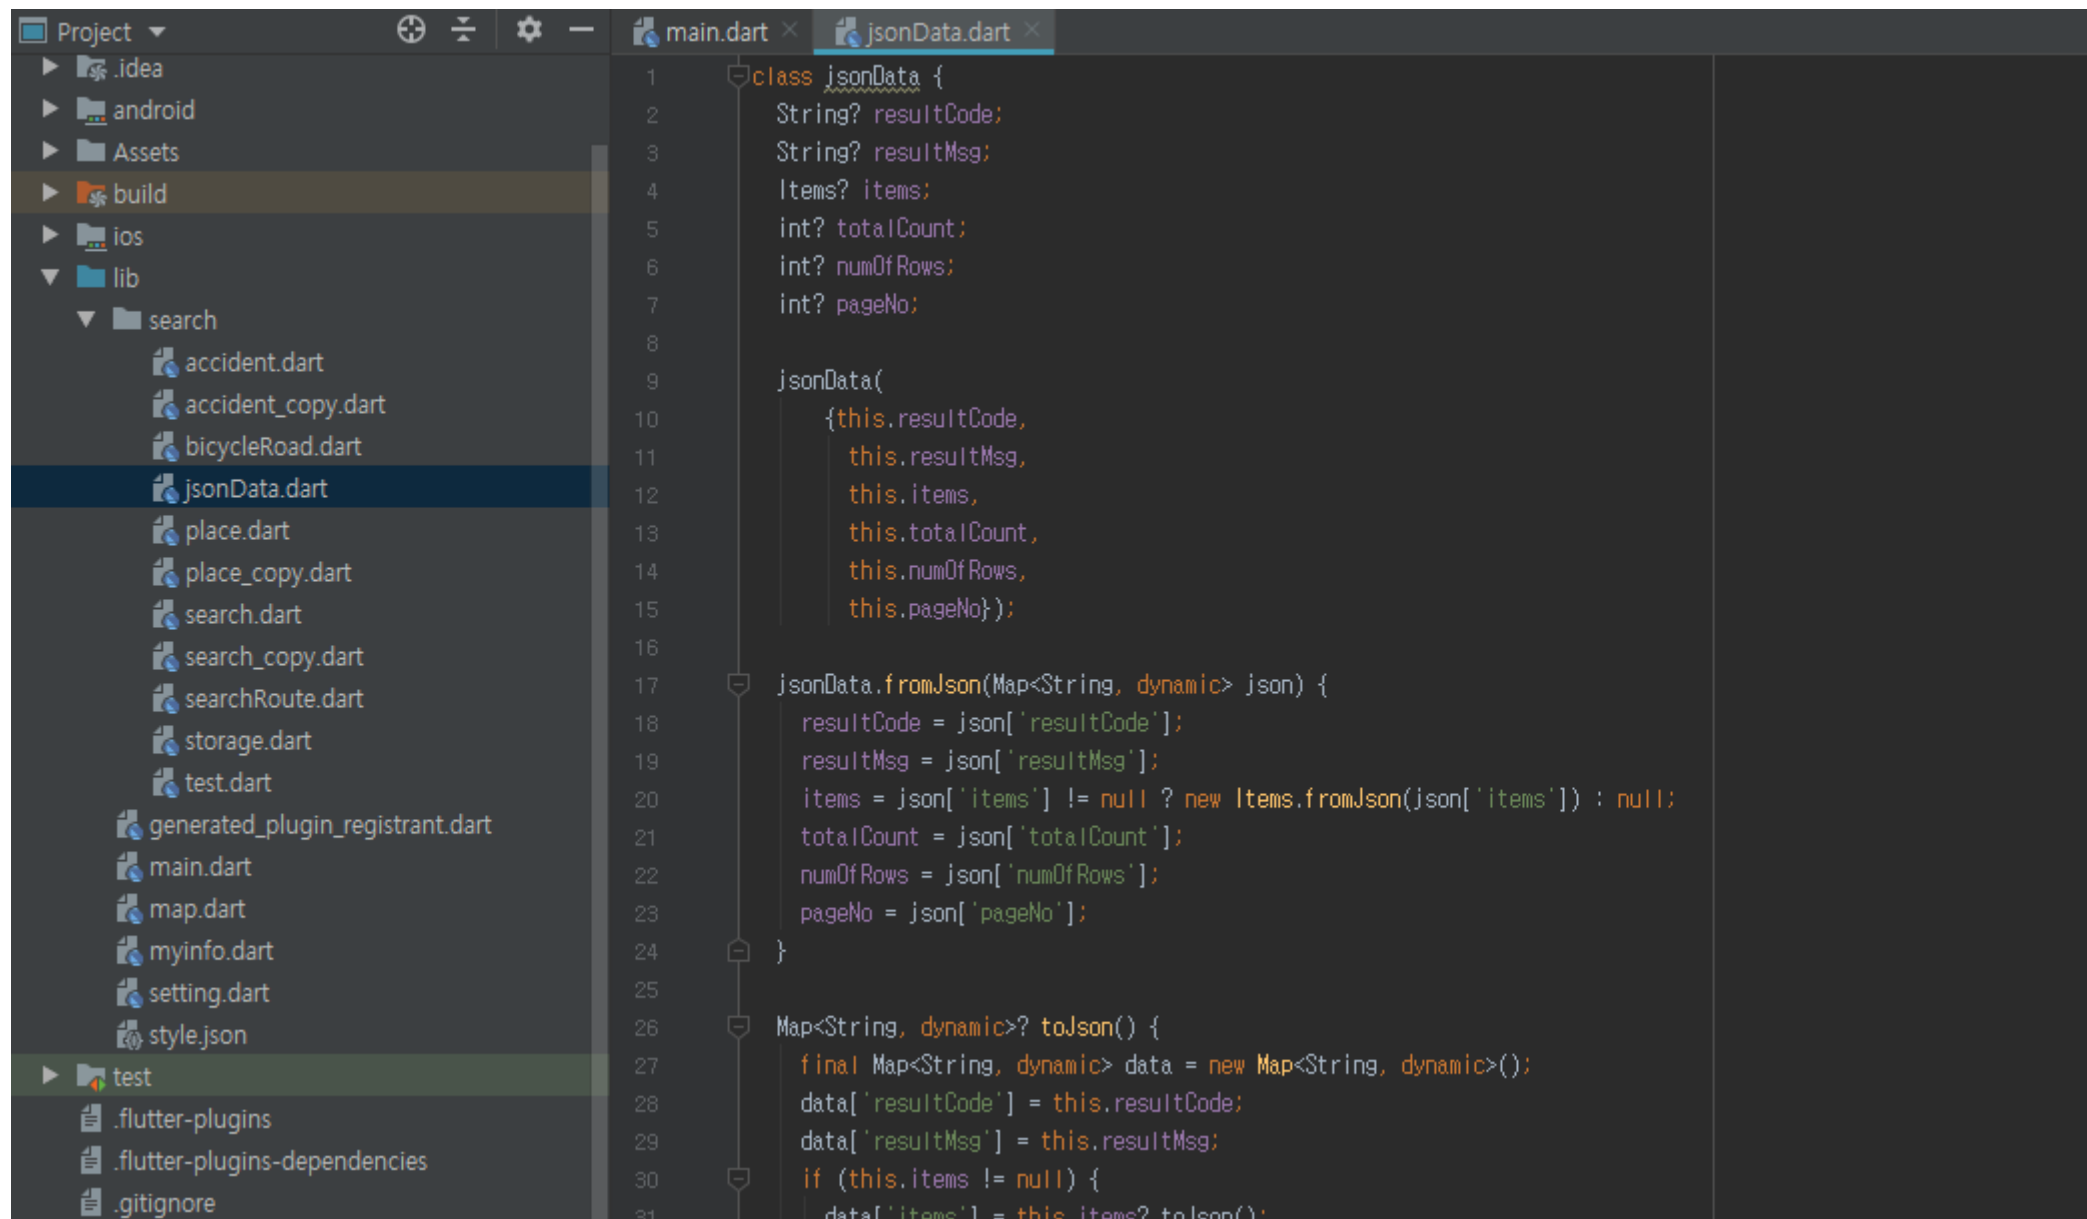 Project
.idea
android
Assets
build
ios
lib
search
accident.dart
accident_copy.dart
bicycleRoad.dart
jsonData.dart
place.dart
place_copy.dart
search.dart
search_copy.dart
searchRoute.dart
storage.dart
test.dart
generated_plugin_registrant.dart
main.dart
map.dart
myinfo.dart
setting.dart
style.json
test
.flutter-plugins
.flutter-plugins-dependencies
.gitignore
main.dart
jsonData.dart
1 class jsonData {
2 String? resultCode;
3 String? resultMsg;
4 Items? items;
5 int? totalCount;
6 int? numOfRows;
7 int? pageNo;
8
9 jsonData(
10 {this.resultCode,
11 this.resultMsg,
12 this.items,
13 this.totalCount,
14 this.numOfRows,
15 this.pageNo});
16
17 jsonData.fromJson(Map<String, dynamic> json) {
18 resultCode = json['resultCode'];
19 resultMsg = json['resultMsg'];
20 items = json['items'] != null ? new Items.fromJson(json['items']) : null;
21 totalCount = json['totalCount'];
22 numOfRows = json['numOfRows'];
23 pageNo = json['pageNo'];
24 }
25
26 Map<String, dynamic>? toJson() {
27 final Map<String, dynamic> data = new Map<String, dynamic>();
28 data['resultCode'] = this.resultCode;
29 data['resultMsg'] = this.resultMsg;
30 if (this.items != null) {
31 data['items'] = this.items?.toJson();